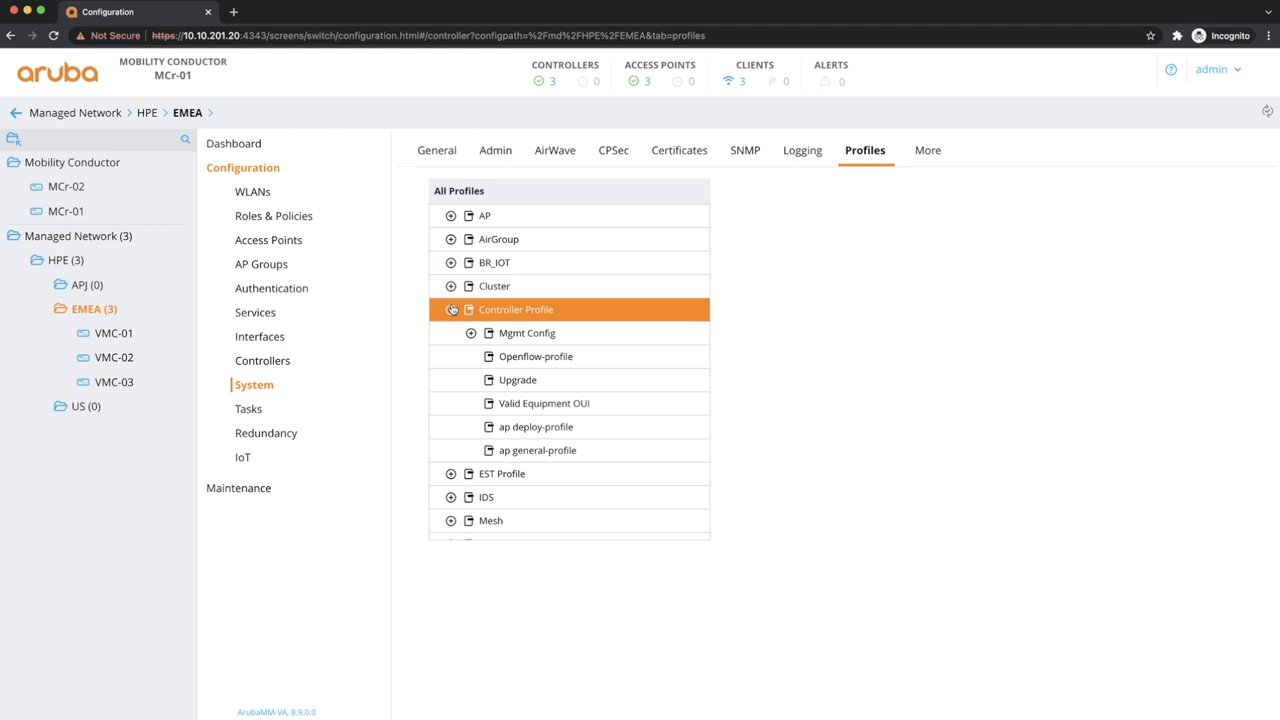 Configuration
Not Secure https://10.10.201.20:4343/screens/switch/configuration.html#/controller?configpath=%2Fmd%2FHPE%2FEMEA&tab=profiles
Incognito
aruba
MOBILITY CONDUCTOR
MCr-01
CONTROLLERS
3 0
ACCESS POINTS
3 0
CLIENTS
3 0
ALERTS
0
admin
Managed Network > HPE > EMEA >
Mobility Conductor
MCr-02
MCr-01
Managed Network (3)
HPE (3)
APJ (0)
EMEA (3)
VMC-01
VMC-02
VMC-03
US (0)
Dashboard
Configuration
WLANs
Roles & Policies
Access Points
AP Groups
Authentication
Services
Interfaces
Controllers
System
Tasks
Redundancy
IoT
Maintenance
ArubaMM-VA, 8.9.0.0
General Admin AirWave CPSec Certificates SNMP Logging Profiles More
All Profiles
AP
AirGroup
BR_IOT
Cluster
Controller Profile
Mgmt Config
Openflow-profile
Upgrade
Valid Equipment OUI
ap deploy-profile
ap general-profile
EST Profile
IDS
Mesh